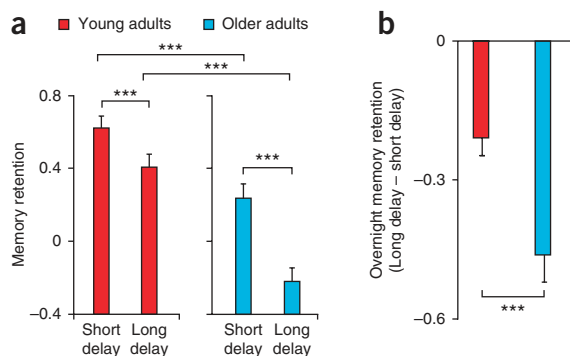 a
Young adults
Older adults
b
***
***
***
***
Memory retention
0.8
0.4
0
–0.4
Short delay
Long delay
Short delay
Long delay
Overnight memory retention
(Long delay – short delay)
0
–0.3
–0.6
***